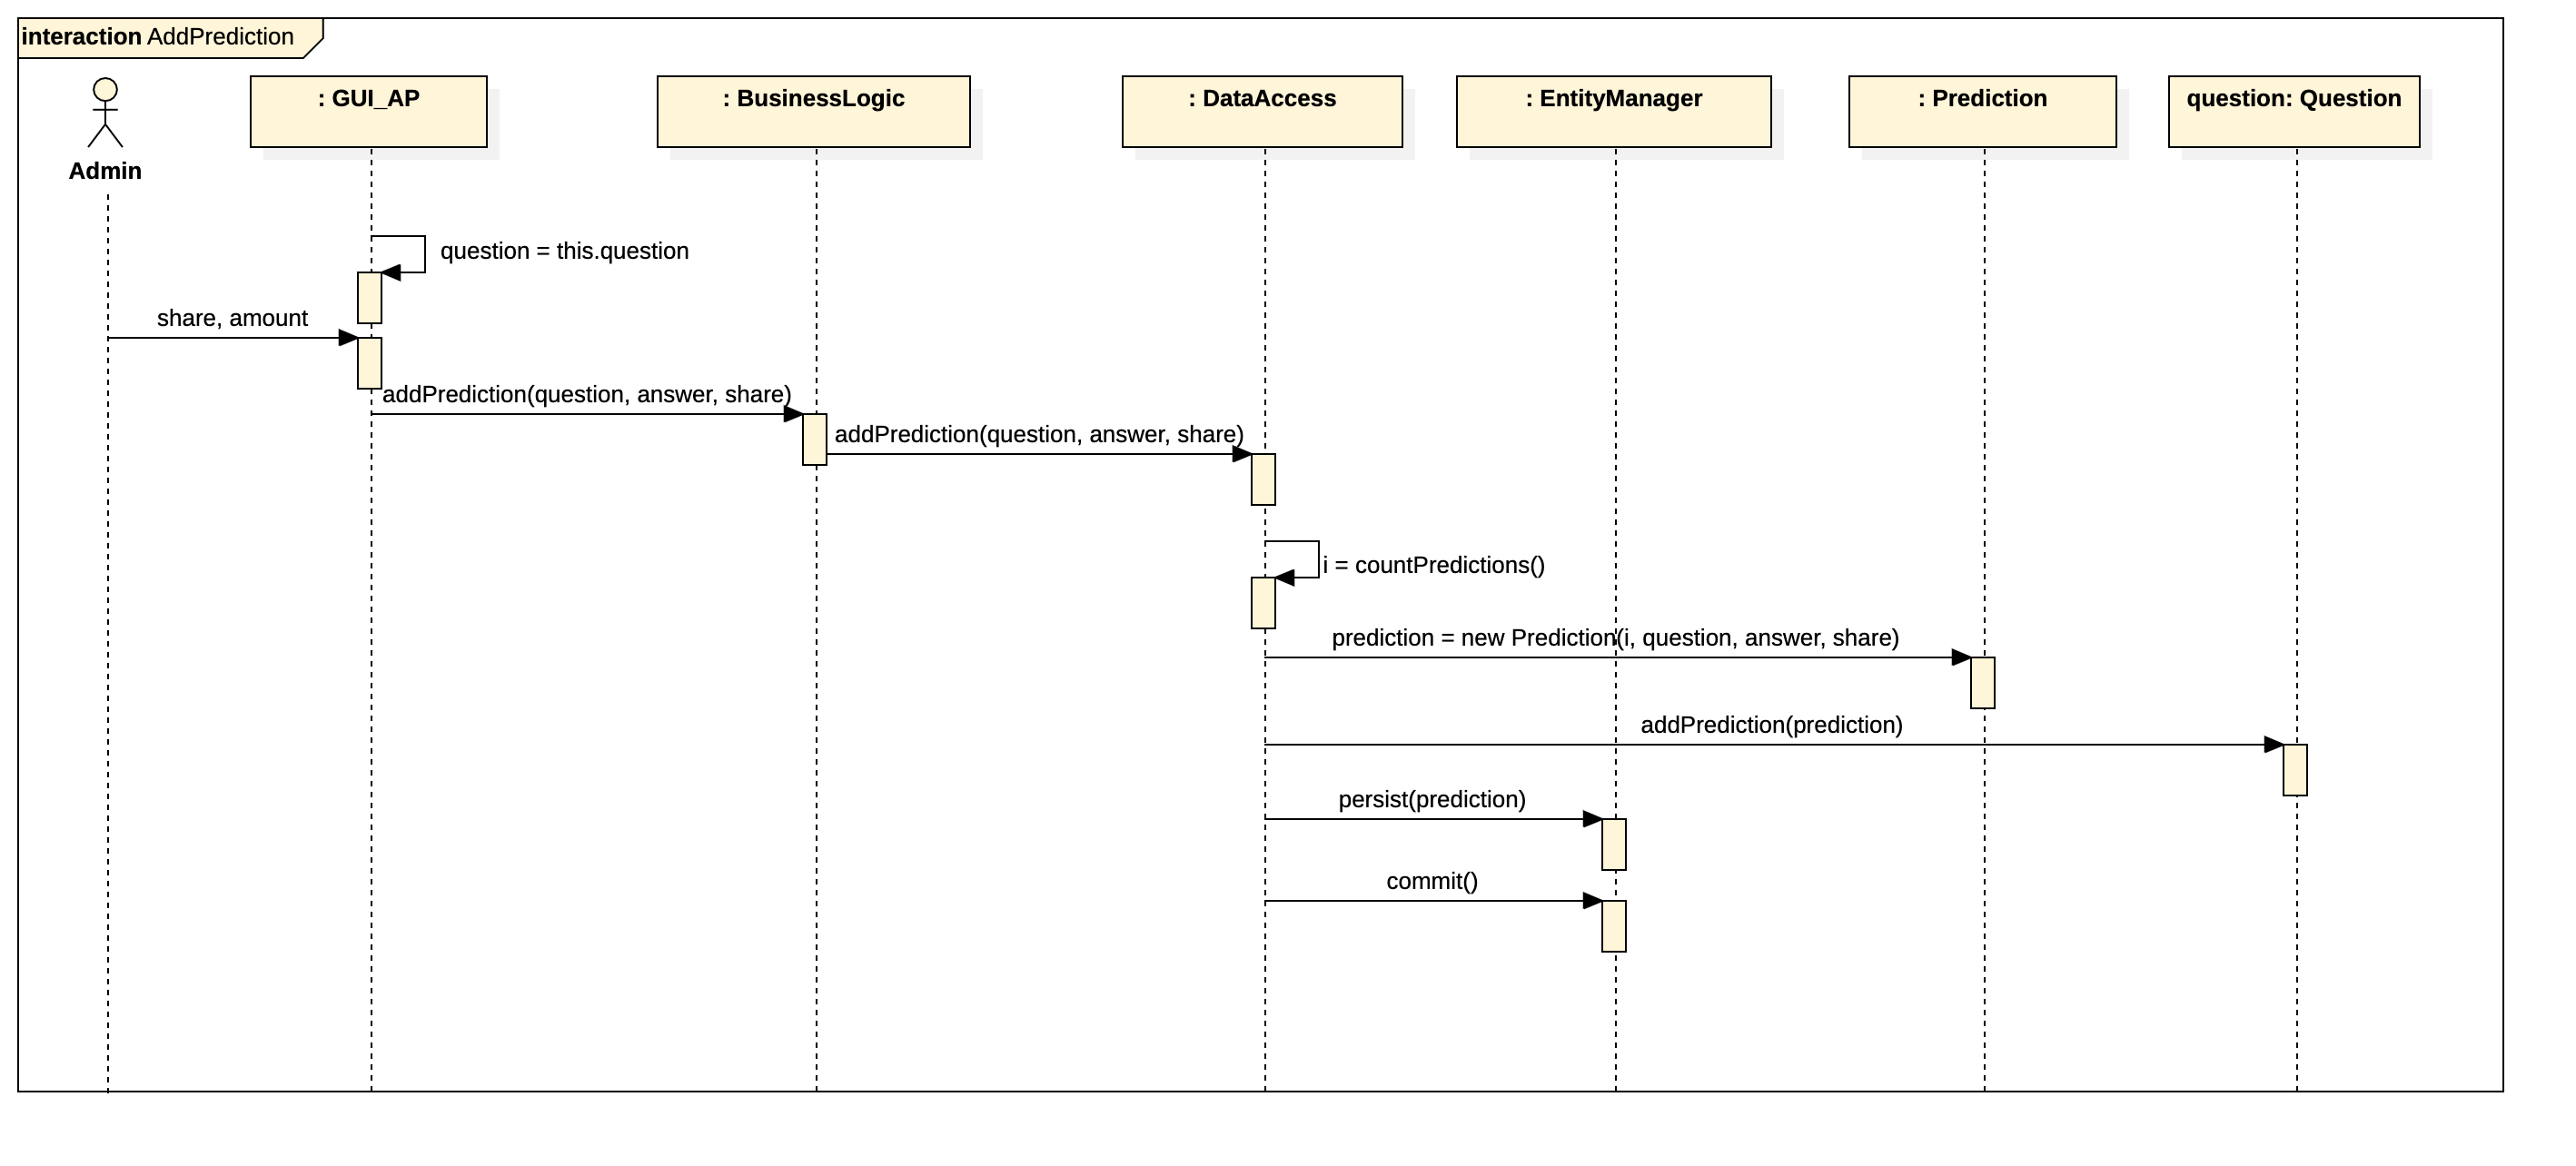 interaction AddPrediction
: GUI_AP
: BusinessLogic
: DataAccess
: EntityManager
: Prediction
question: Question
Admin
question = this.question
share, amount
addPrediction(question, answer, share)
addPrediction(question, answer, share)
i = countPredictions()
prediction = new Prediction(i, question, answer, share)
addPrediction(prediction)
persist(prediction)
commit()